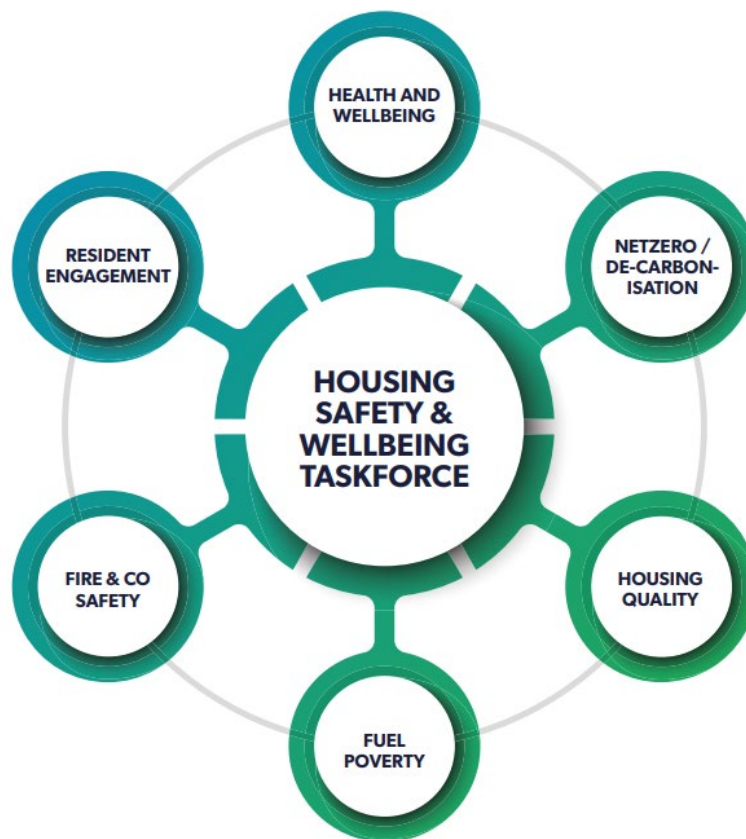 HEALTH AND
WELLBEING
RESIDENT
ENGAGEMENT
NETZERO /
DE-CARBON-
ISATION
HOUSING
SAFETY &
WELLBEING
TASKFORCE
FIRE & CO
SAFETY
HOUSING
QUALITY
FUEL
POVERTY